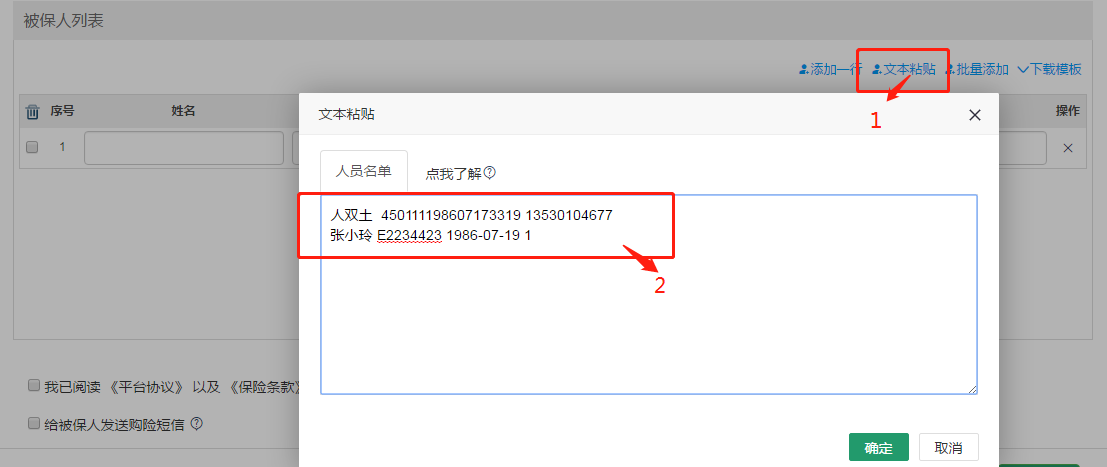 被保人列表
添加一行 文本粘贴 批量添加 下载模板
1
序号 姓名 操作
1
文本粘贴
人员名单 点我了解
人双土 450111198607173319 13530104677
张小玲 E2234423 1986-07-19 1
2
我已阅读 《平台协议》 以及 《保险条款》
给被保人发送购险短信
确定 取消